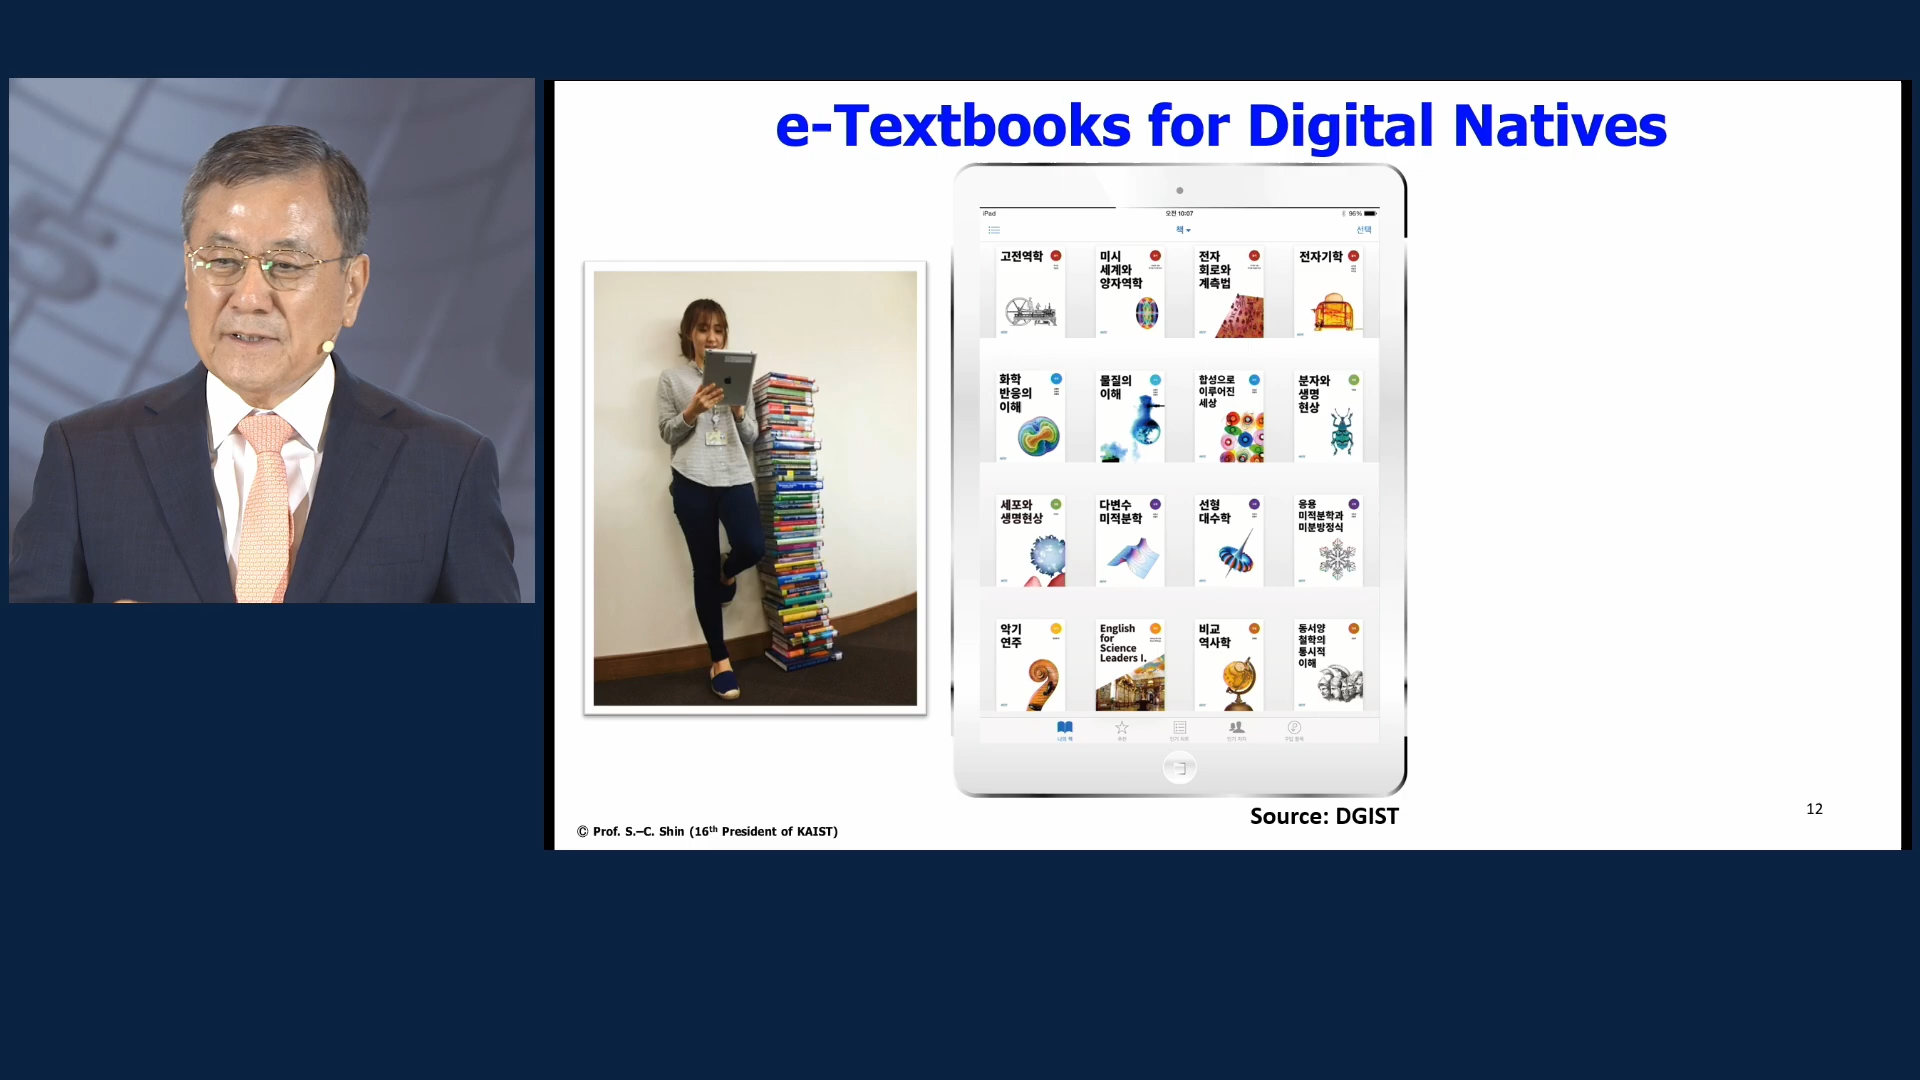 e-Textbooks for Digital Natives
iPad
오전 10:07
96%
책
선택
고전역학
미시
세계와
양자역학
전자
회로와
계측법
전자기학
화학
반응의
이해
물질의
이해
합성으로
이루어진
세상
분자와
생명
현상
세포와
생명현상
다변수
미적분학
선형
대수학
응용
미적분학과
미분방정식
악기
연주
English
for
Science
Leaders I.
비교
역사학
동서양
철학의
통시적
이해
Source: DGIST
12
© Prof. S.–C. Shin (16th President of KAIST)